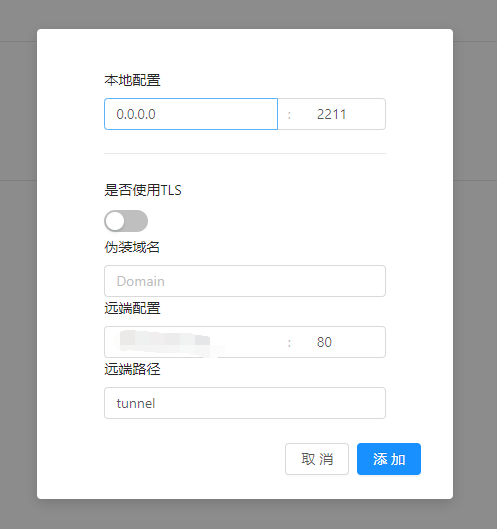 本地配置
0.0.0.0 : 2211
是否使用TLS
伪装域名
Domain
远端配置
: 80
远端路径
tunnel
取 消 添 加